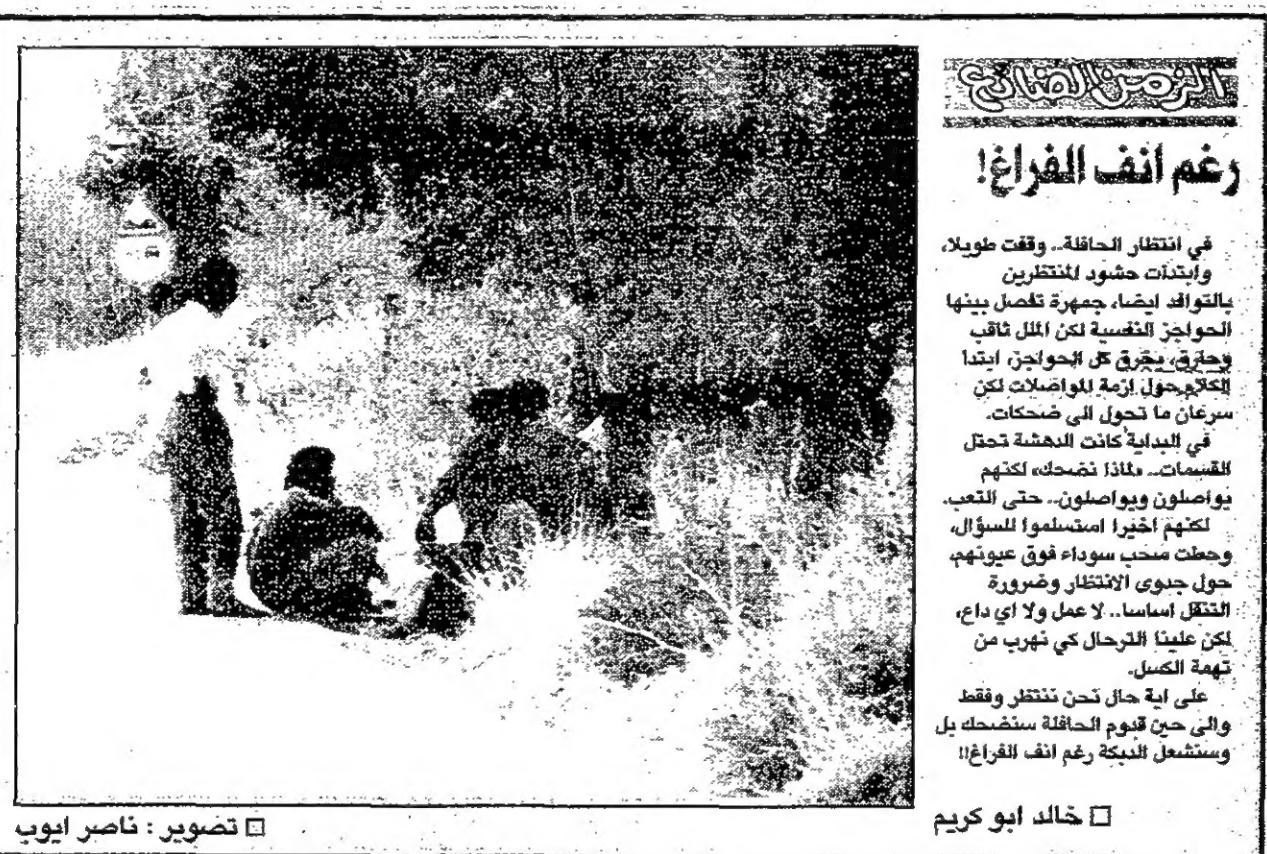 الزمن الضائع
رغم انف الفراغ!
في انتظار الحافلة.. وقفت طويلا،
وابتدأت حشود المنتظرين
بالتوافد ايضا، جمهرة تفصل بينها
الحواجز النفسية لكن الملل ثاقب
وحارق، يخرق كل الحواجز، ابتدا
الكلام حول ازمة المواصلات لكن
سرعان ما تحول الى ضحكات.
في البداية كانت الدهشة تحتل
القسمات.. «لماذا نضحك» لكنهم
يواصلون ويواصلون.. حتى التعب.
لكنهم اخيرا استسلموا للسؤال،
وحطت سحب سوداء فوق عيونهم،
حول جدوى الانتظار وضرورة
التنقل اساسا.. لا عمل ولا اي داع،
لكن علينا الترحال كي نهرب من
تهمة الكسل.
على اية حال نحن ننتظر وفقط
والى حين قدوم الحافلة سنضحك بل
وسنشعل الدبكة رغم انف الفراغ!!
خالد ابو كريم
تصوير : ناصر ايوب